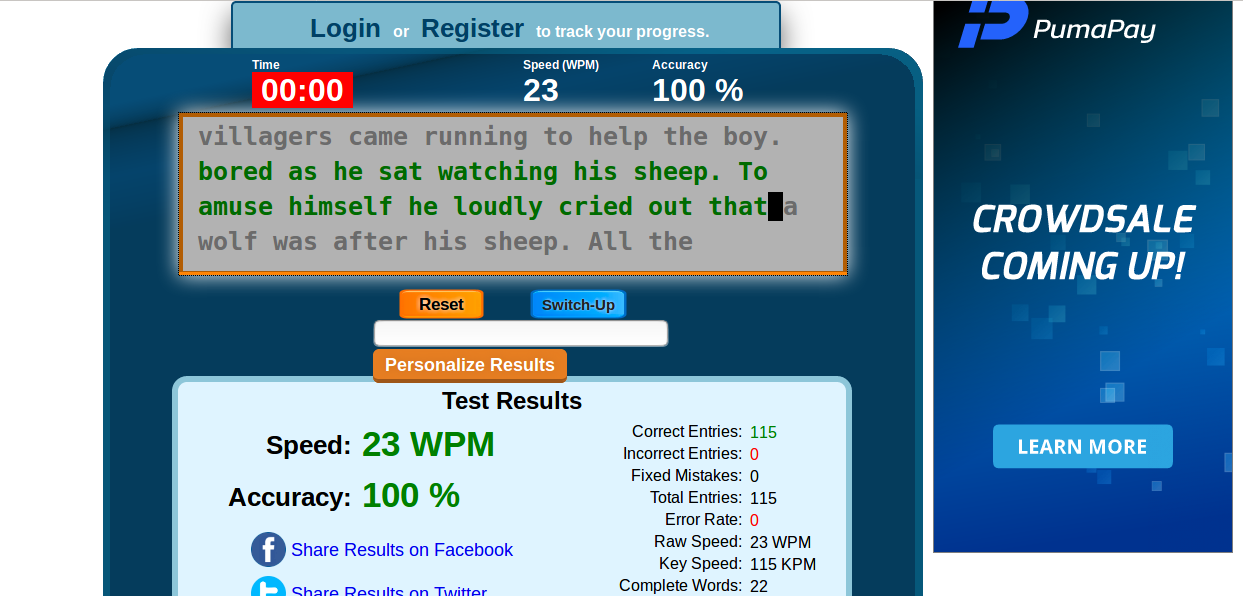 Login or Register to track your progress.
Time
00:00
Speed (WPM)
23
Accuracy
100 %
villagers came running to help the boy.
bored as he sat watching his sheep. To
amuse himself he loudly cried out that a
wolf was after his sheep. All the
Reset
Switch-Up
Personalize Results
Test Results
Speed: 23 WPM
Accuracy: 100 %
Share Results on Facebook
Share Results on Twitter
Correct Entries: 115
Incorrect Entries: 0
Fixed Mistakes: 0
Total Entries: 115
Error Rate: 0
Raw Speed: 23 WPM
Key Speed: 115 KPM
Complete Words: 22
PumaPay
CROWDSALE
COMING UP!
LEARN MORE